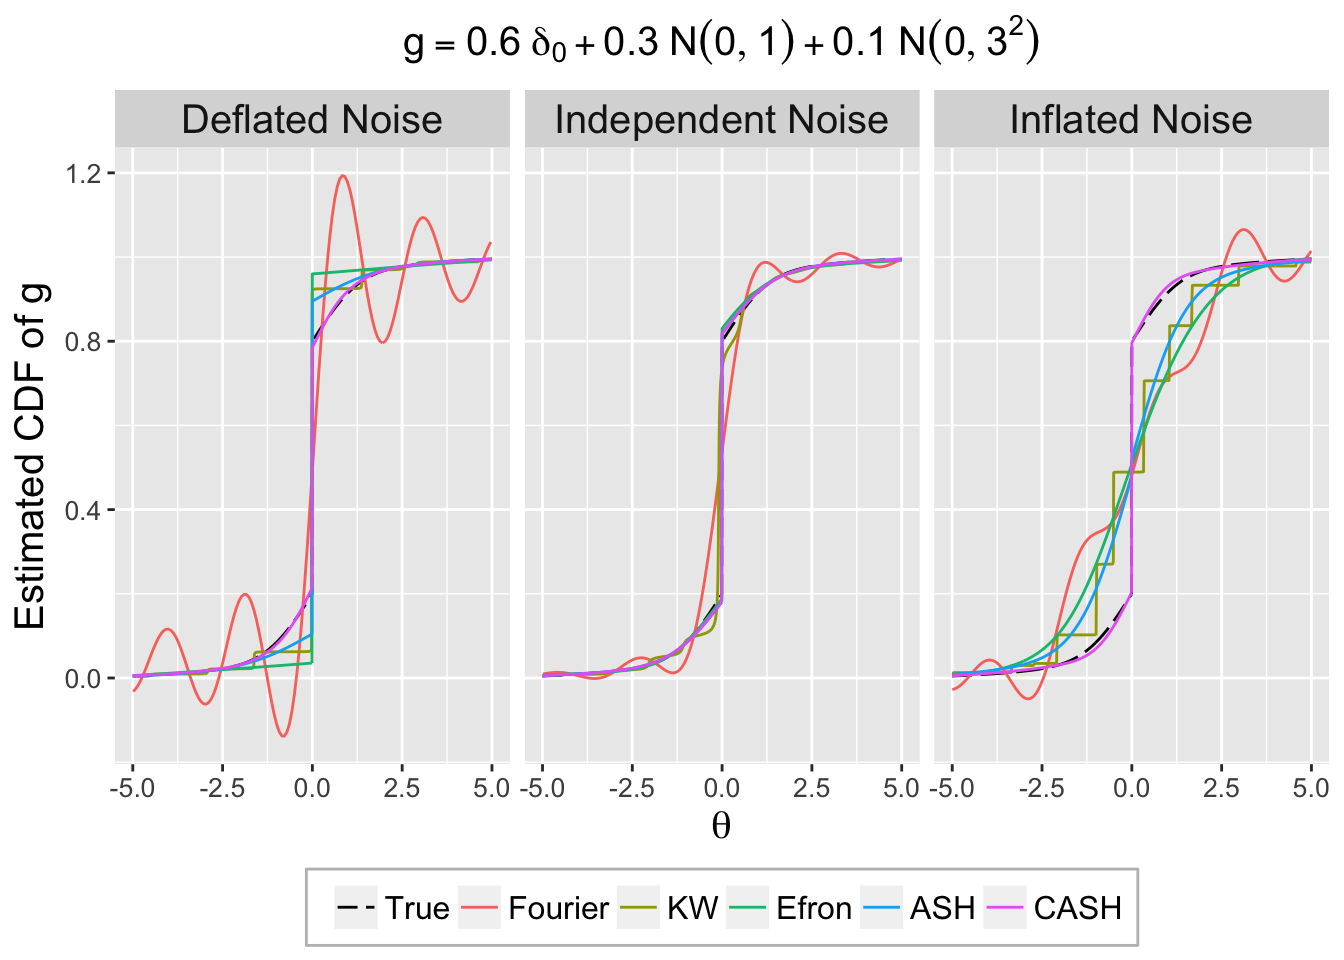 g = 0.6 δ₀ + 0.3 N(0, 1) + 0.1 N(0, 3²)
Deflated Noise Independent Noise Inflated Noise
Estimated CDF of g
1.2
0.8
0.4
0.0
-5.0 -2.5 0.0 2.5 5.0 -5.0 -2.5 0.0 2.5 5.0 -5.0 -2.5 0.0 2.5 5.0
θ
True Fourier KW Efron ASH CASH